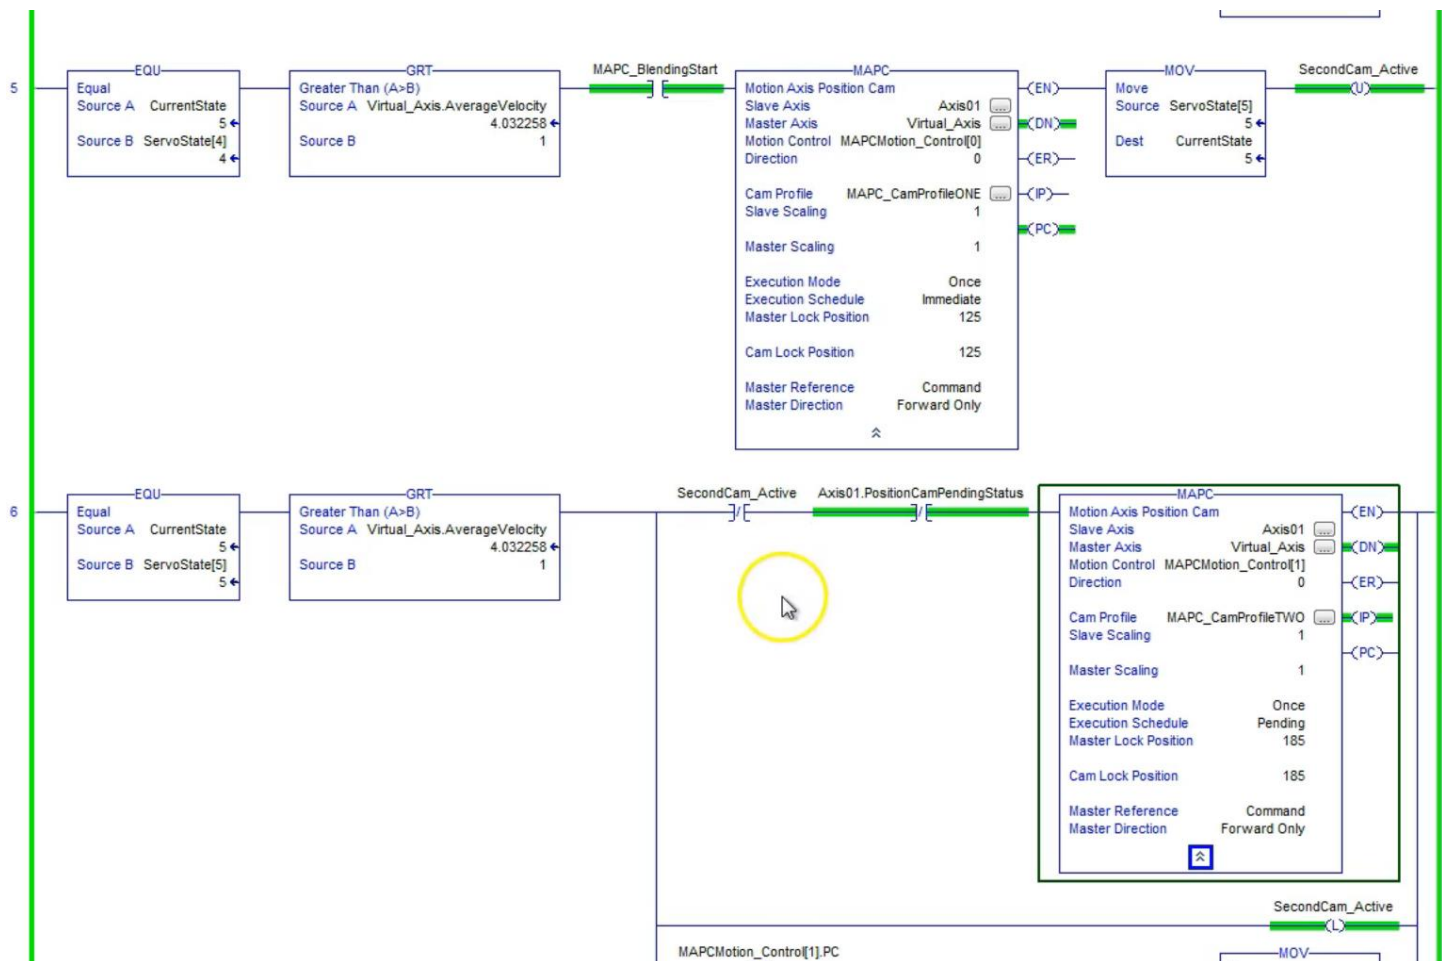 5
EQU
Equal
Source A CurrentState
5
Source B ServoState[4]
4
GRT
Greater Than (A>B)
Source A Virtual_Axis.AverageVelocity
4.032258
Source B 1
MAPC_BlendingStart
MAPC
Motion Axis Position Cam
Slave Axis Axis01 ...
Master Axis Virtual_Axis ...
Motion Control MAPCMotion_Control[0]
Direction 0
Cam Profile MAPC_CamProfileONE ...
Slave Scaling 1
Master Scaling 1
Execution Mode Once
Execution Schedule Immediate
Master Lock Position 125
Cam Lock Position 125
Master Reference Command
Master Direction Forward Only
(EN)
(DN)
(ER)
(IP)
(PC)
MOV
Move
Source ServoState[5]
5
Dest CurrentState
5
SecondCam_Active
(U)
6
EQU
Equal
Source A CurrentState
5
Source B ServoState[5]
5
GRT
Greater Than (A>B)
Source A Virtual_Axis.AverageVelocity
4.032258
Source B 1
SecondCam_Active
Axis01.PositionCamPendingStatus
MAPC
Motion Axis Position Cam
Slave Axis Axis01 ...
Master Axis Virtual_Axis ...
Motion Control MAPCMotion_Control[1]
Direction 0
Cam Profile MAPC_CamProfileTWO ...
Slave Scaling 1
Master Scaling 1
Execution Mode Once
Execution Schedule Pending
Master Lock Position 185
Cam Lock Position 185
Master Reference Command
Master Direction Forward Only
(EN)
(DN)
(ER)
(IP)
(PC)
SecondCam_Active
(L)
MAPCMotion_Control[1].PC
MOV